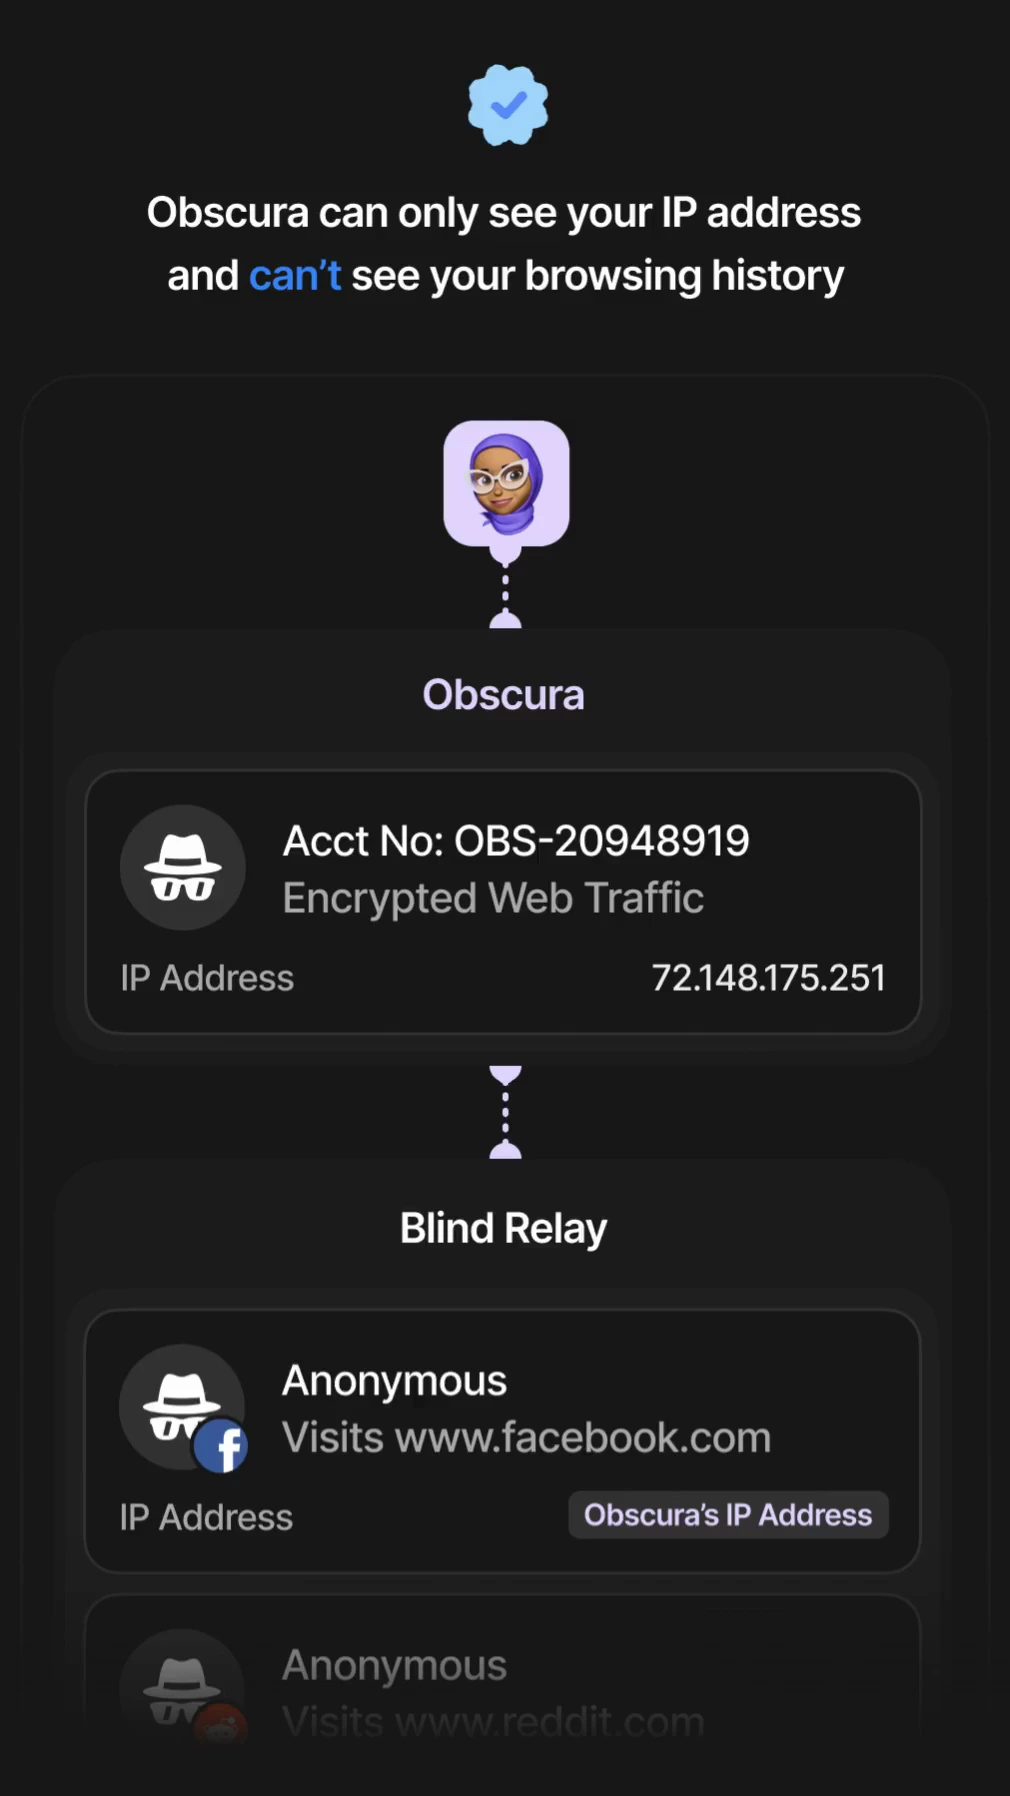 Obscura can only see your IP address
and can’t see your browsing history
Obscura
Acct No: OBS-20948919
Encrypted Web Traffic
IP Address 72.148.175.251
Blind Relay
Anonymous
Visits www.facebook.com
IP Address Obscura’s IP Address
Anonymous
Visits www.reddit.com